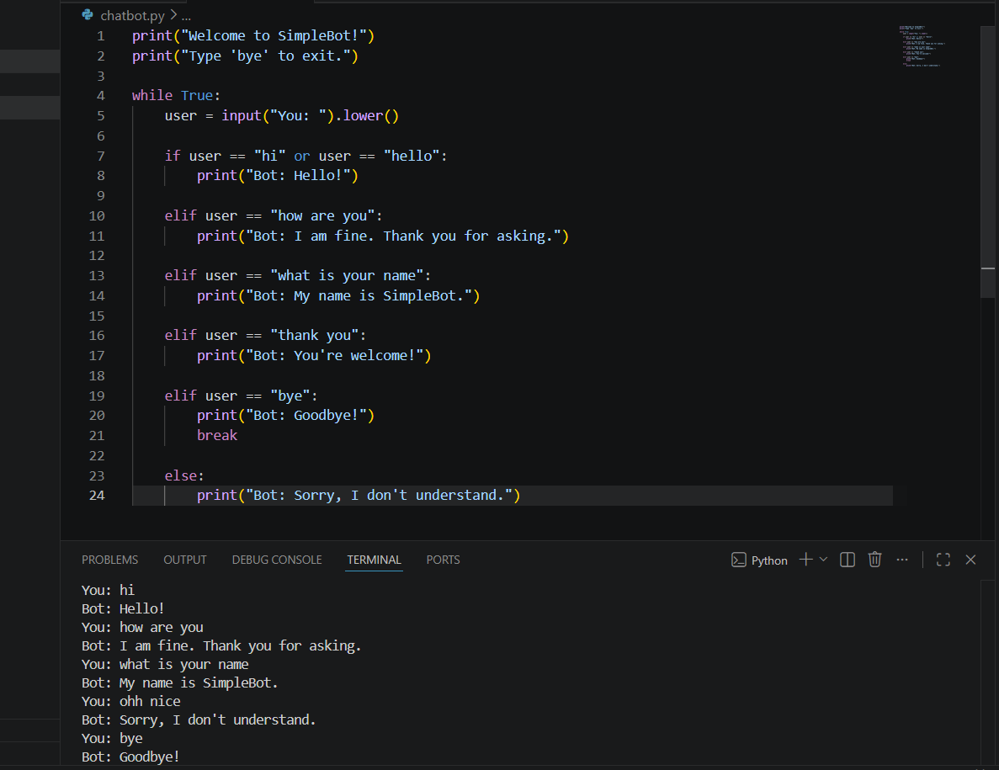 chatbot.py > ...
1 print("Welcome to SimpleBot!")
2 print("Type 'bye' to exit.")
3
4 while True:
5     user = input("You: ").lower()
6
7     if user == "hi" or user == "hello":
8         print("Bot: Hello!")
9
10     elif user == "how are you":
11         print("Bot: I am fine. Thank you for asking.")
12
13     elif user == "what is your name":
14         print("Bot: My name is SimpleBot.")
15
16     elif user == "thank you":
17         print("Bot: You're welcome!")
18
19     elif user == "bye":
20         print("Bot: Goodbye!")
21         break
22
23     else:
24         print("Bot: Sorry, I don't understand.")
PROBLEMS OUTPUT DEBUG CONSOLE TERMINAL PORTS Python ...
You: hi
Bot: Hello!
You: how are you
Bot: I am fine. Thank you for asking.
You: what is your name
Bot: My name is SimpleBot.
You: ohh nice
Bot: Sorry, I don't understand.
You: bye
Bot: Goodbye!